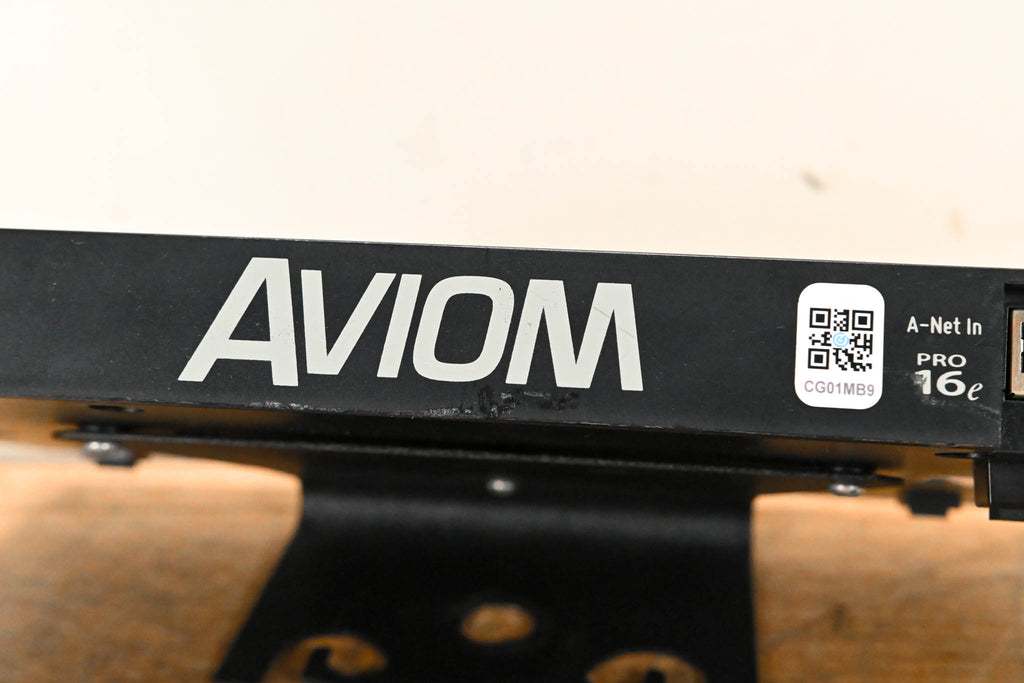 AVIOM
CG01MB9
A-Net In
PRO
16e